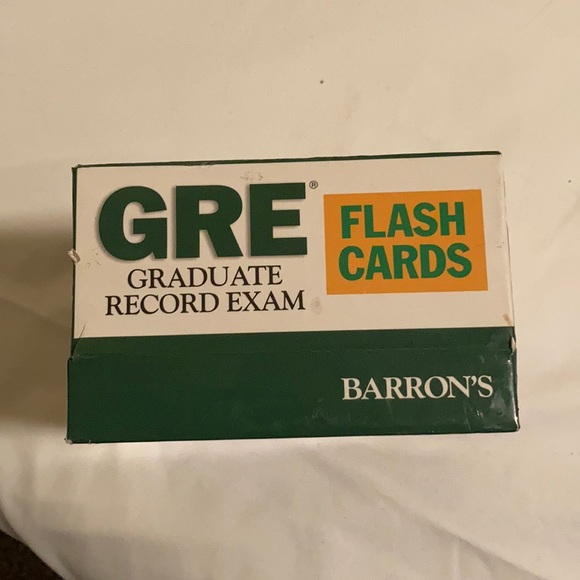 GRE®
GRADUATE
RECORD EXAM
FLASH
CARDS
BARRON'S